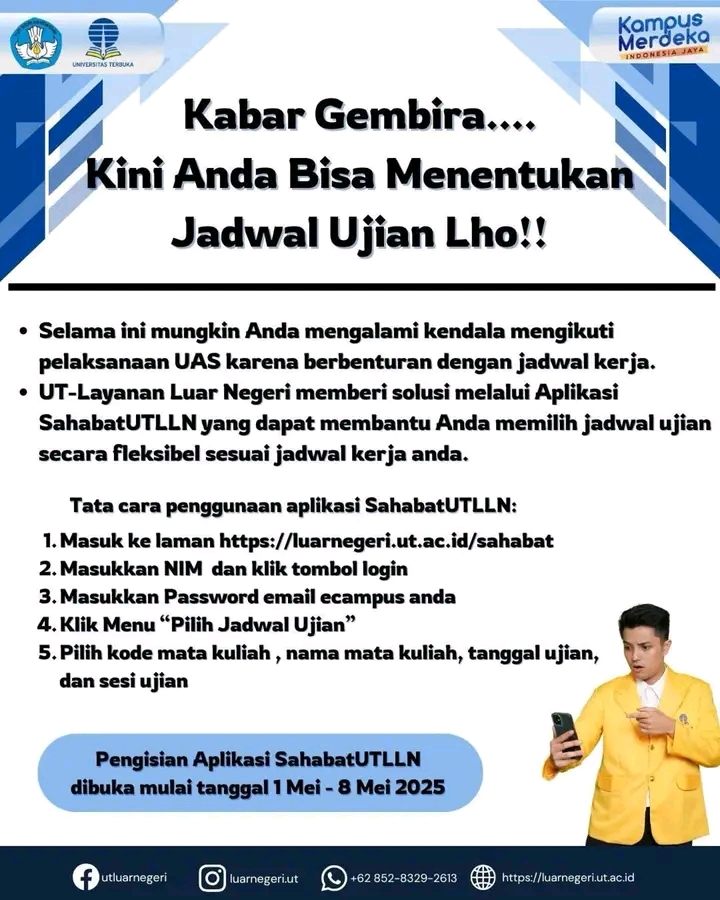 UNIVERSITAS TERBUKA
Kampus
Merdeka
INDONESIA JAYA
Kabar Gembira....
Kini Anda Bisa Menentukan
Jadwal Ujian Lho!!
• Selama ini mungkin Anda mengalami kendala mengikuti
pelaksanaan UAS karena berbenturan dengan jadwal kerja.
• UT-Layanan Luar Negeri memberi solusi melalui Aplikasi
SahabatUTLLN yang dapat membantu Anda memilih jadwal ujian
secara fleksibel sesuai jadwal kerja anda.
Tata cara penggunaan aplikasi SahabatUTLLN:
1. Masuk ke laman https://luarnegeri.ut.ac.id/sahabat
2. Masukkan NIM dan klik tombol login
3. Masukkan Password email ecampus anda
4. Klik Menu “Pilih Jadwal Ujian”
5. Pilih kode mata kuliah , nama mata kuliah, tanggal ujian,
dan sesi ujian
Pengisian Aplikasi SahabatUTLLN
dibuka mulai tanggal 1 Mei - 8 Mei 2025
utluarnegeri
luarnegeri.ut
+62 852-8329-2613
https://luarnegeri.ut.ac.id